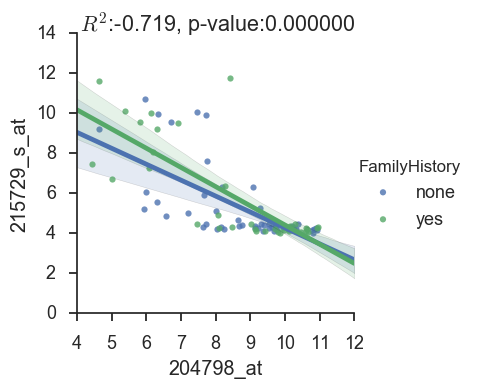 R²:-0.719, p-value:0.000000
14
12
10
8
6
4
2
0
215729_s_at
4 5 6 7 8 9 10 11 12
204798_at
FamilyHistory
none
yes